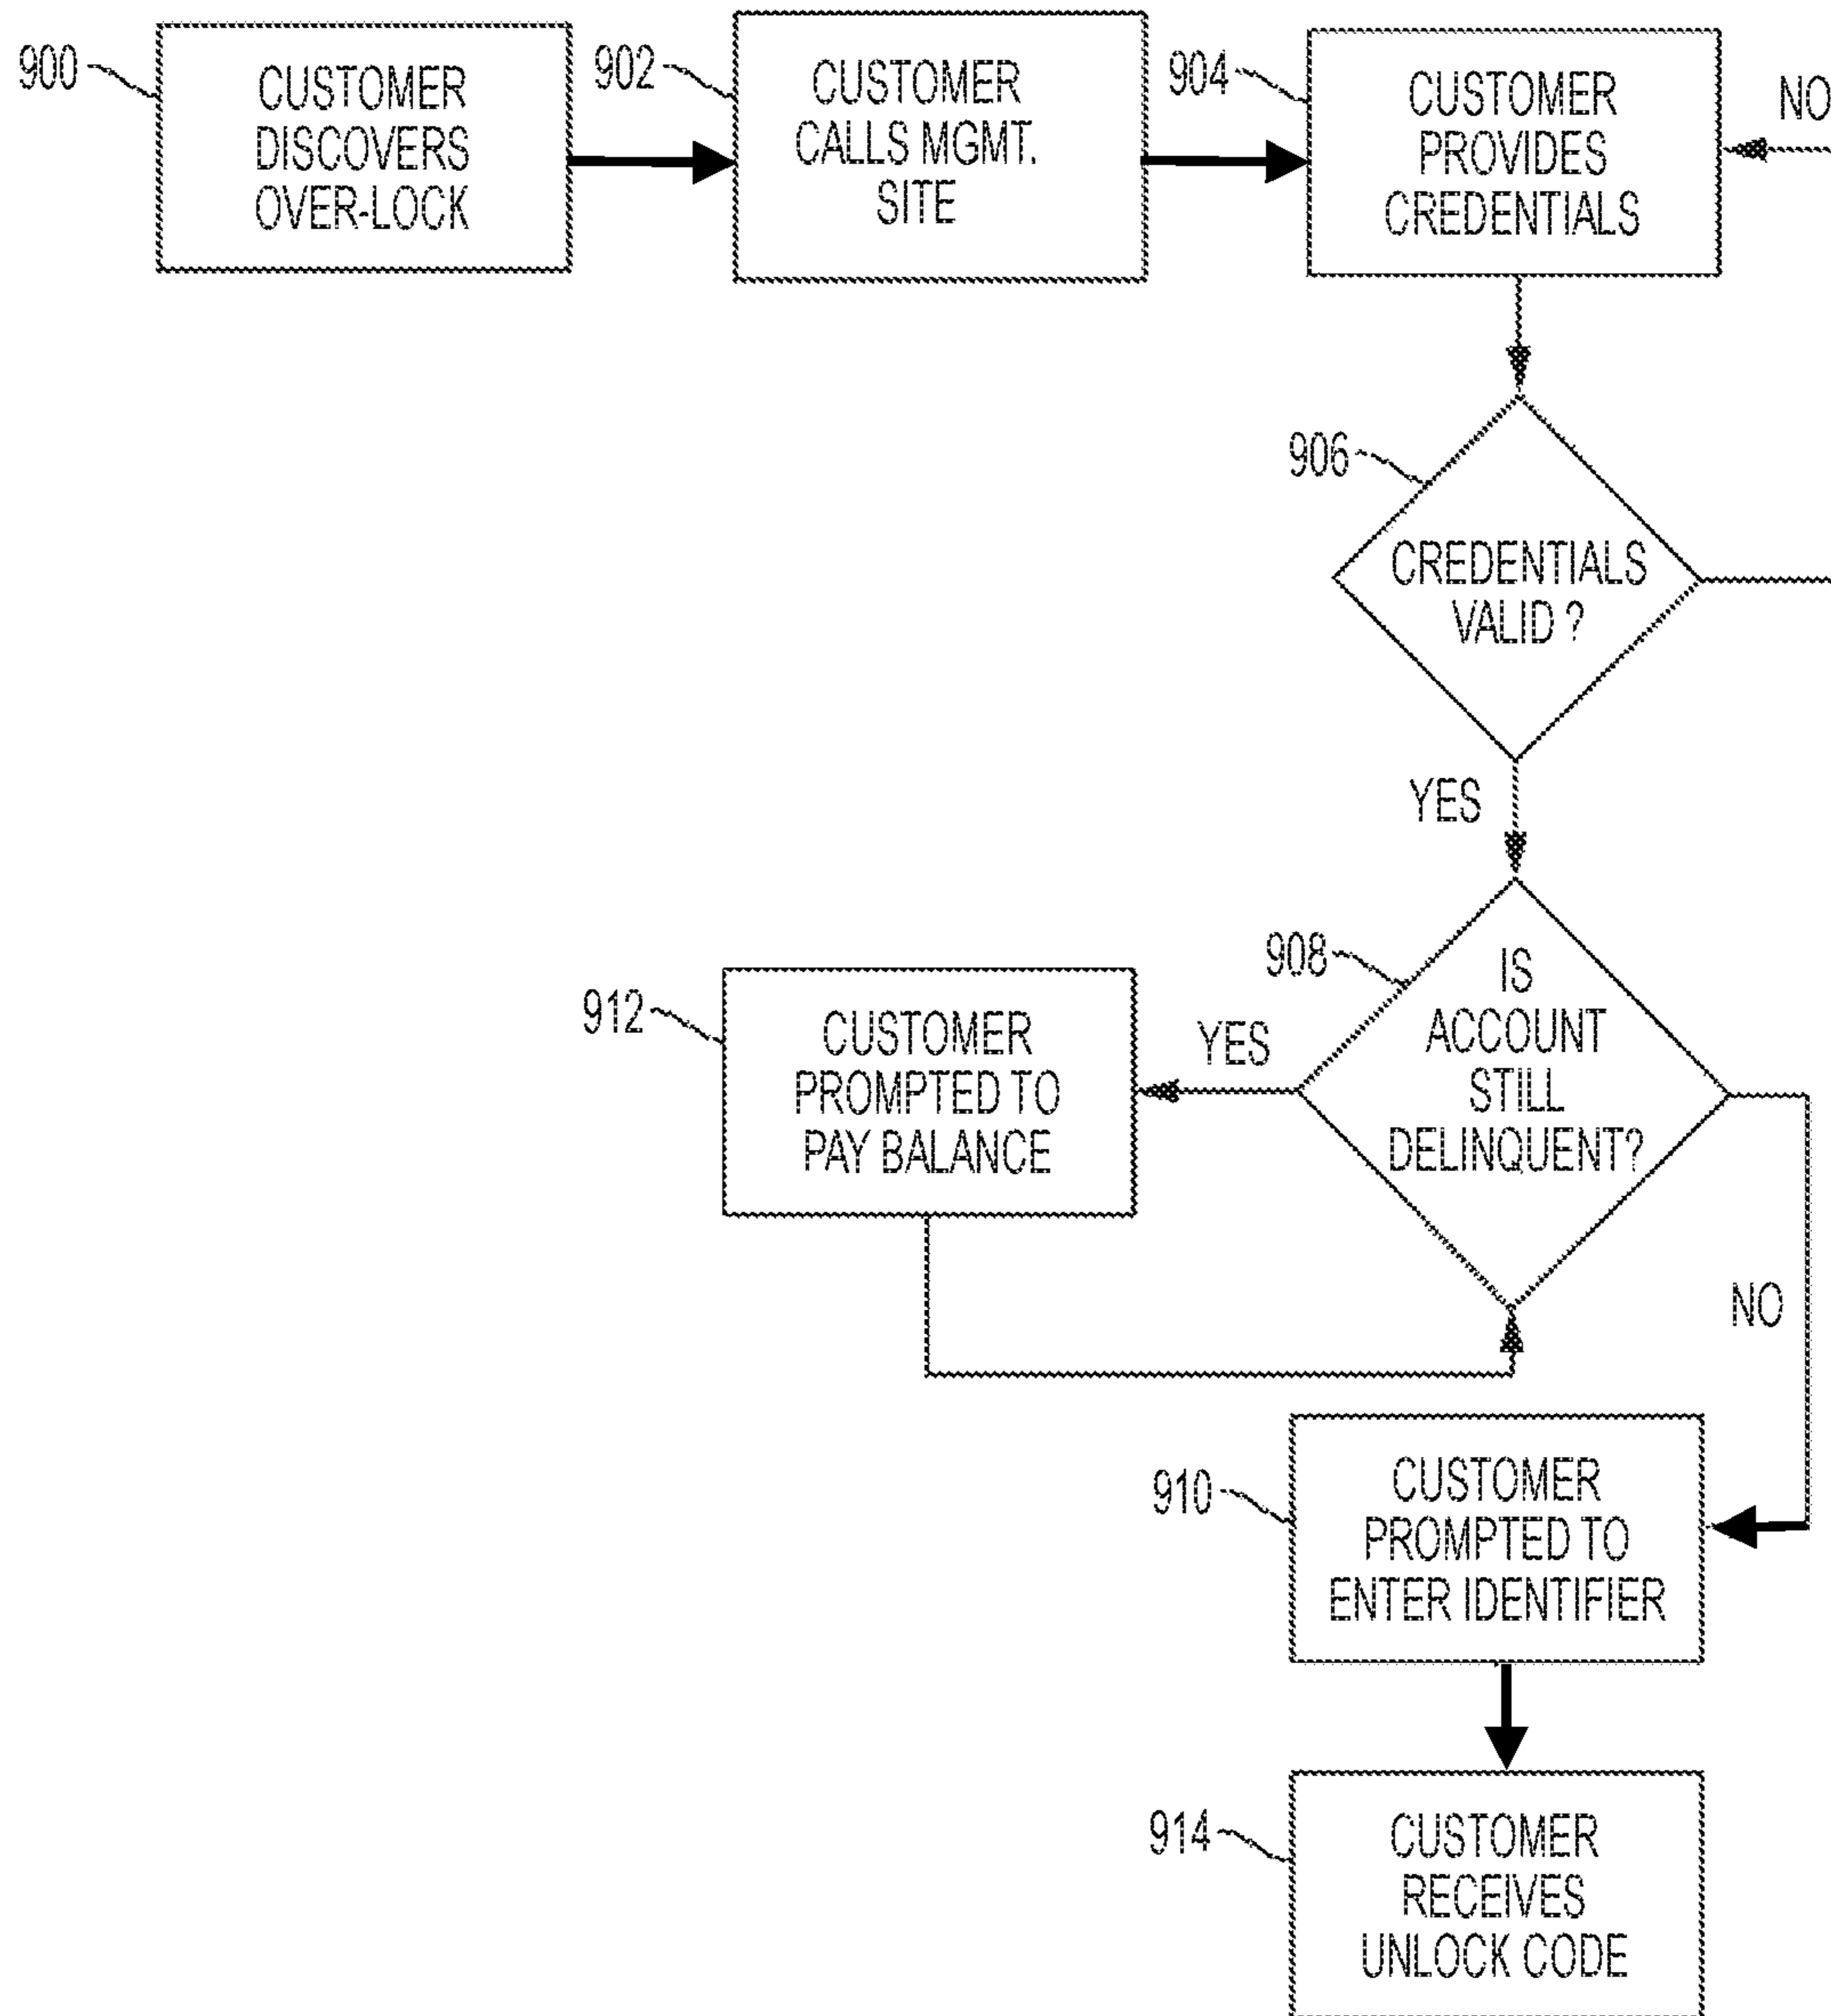 900
CUSTOMER
DISCOVERS
OVER-LOCK
902
CUSTOMER
CALLS MGMT.
SITE
904
CUSTOMER
PROVIDES
CREDENTIALS
NO
906
CREDENTIALS
VALID ?
YES
908
IS
ACCOUNT
STILL
DELINQUENT?
YES
912
CUSTOMER
PROMPTED TO
PAY BALANCE
NO
910
CUSTOMER
PROMPTED TO
ENTER IDENTIFIER
914
CUSTOMER
RECEIVES
UNLOCK CODE